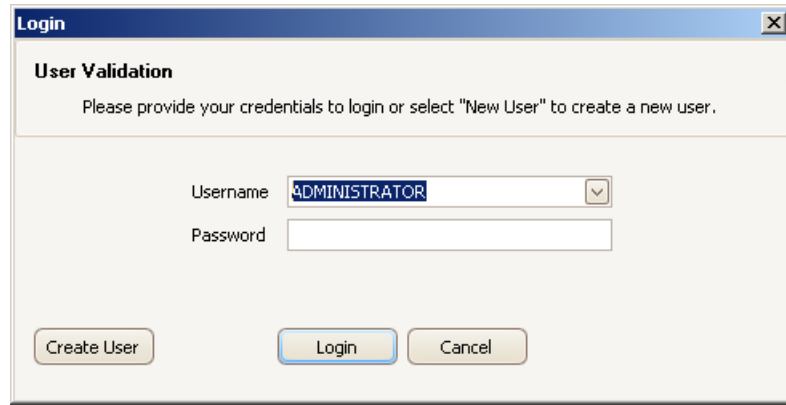 Login
User Validation
Please provide your credentials to login or select "New User" to create a new user.
Username ADMINISTRATOR
Password
Create User Login Cancel